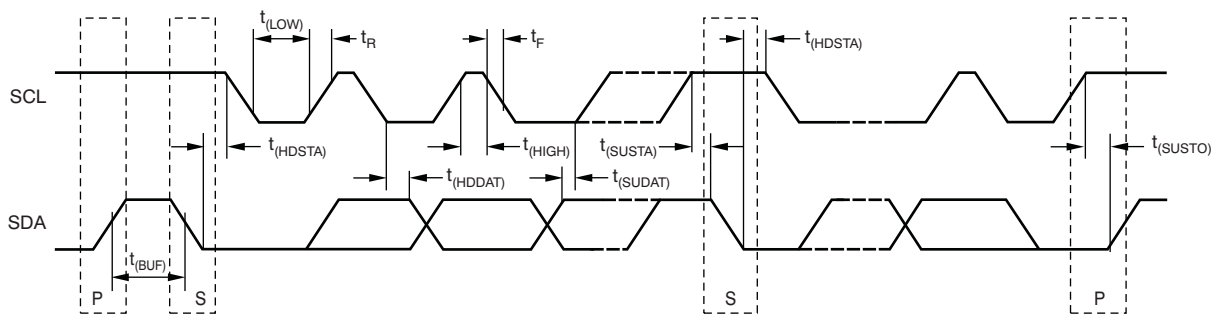 t(LOW)
tR
tF
t(HDSTA)
SCL
t(HDSTA)
t(HIGH)
t(SUSTA)
t(SUSTO)
t(HDDAT)
t(SUDAT)
SDA
t(BUF)
P
S
S
P